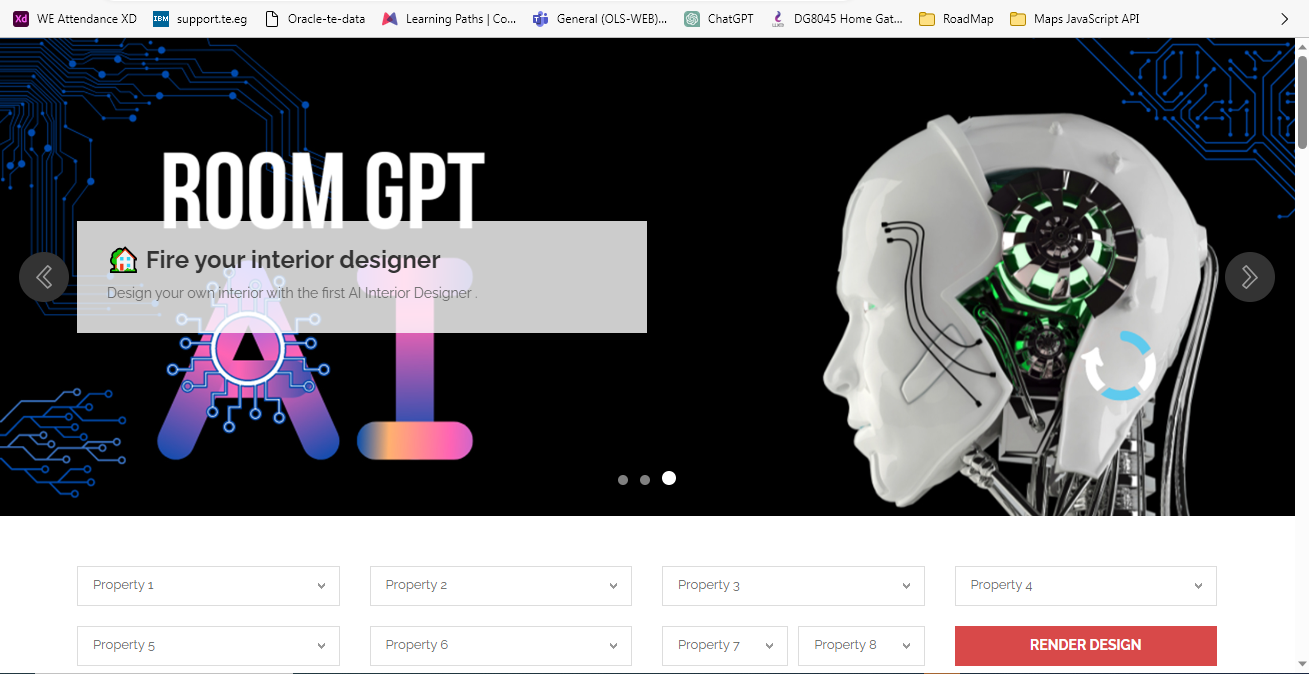 Xd WE Attendance XD IBM support.te.eg Oracle-te-data Learning Paths | Co... General (OLS-WEB)... ChatGPT DG8045 Home Gat... RoadMap Maps JavaScript API
ROOM GPT
🏠 Fire your interior designer
Design your own interior with the first AI Interior Designer .
AI
Property 1 Property 2 Property 3 Property 4
Property 5 Property 6 Property 7 Property 8 RENDER DESIGN